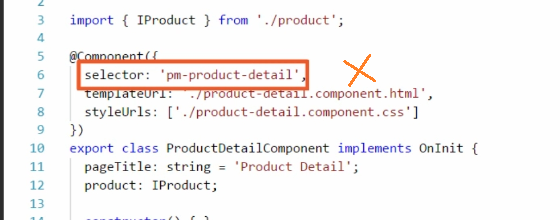 3 import { IProduct } from './product';
4
5 @Component({
6 selector: 'pm-product-detail',
7 templateUrl: './product-detail.component.html',
8 styleUrls: ['./product-detail.component.css']
9 })
10 export class ProductDetailComponent implements OnInit {
11 pageTitle: string = 'Product Detail';
12 product: IProduct;
13
constructor() { }